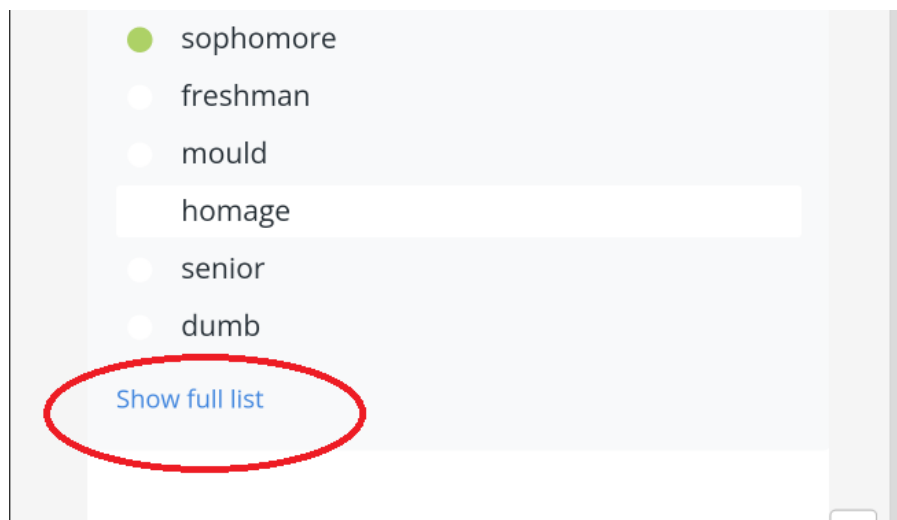 sophomore
freshman
mould
homage
senior
dumb
Show full list